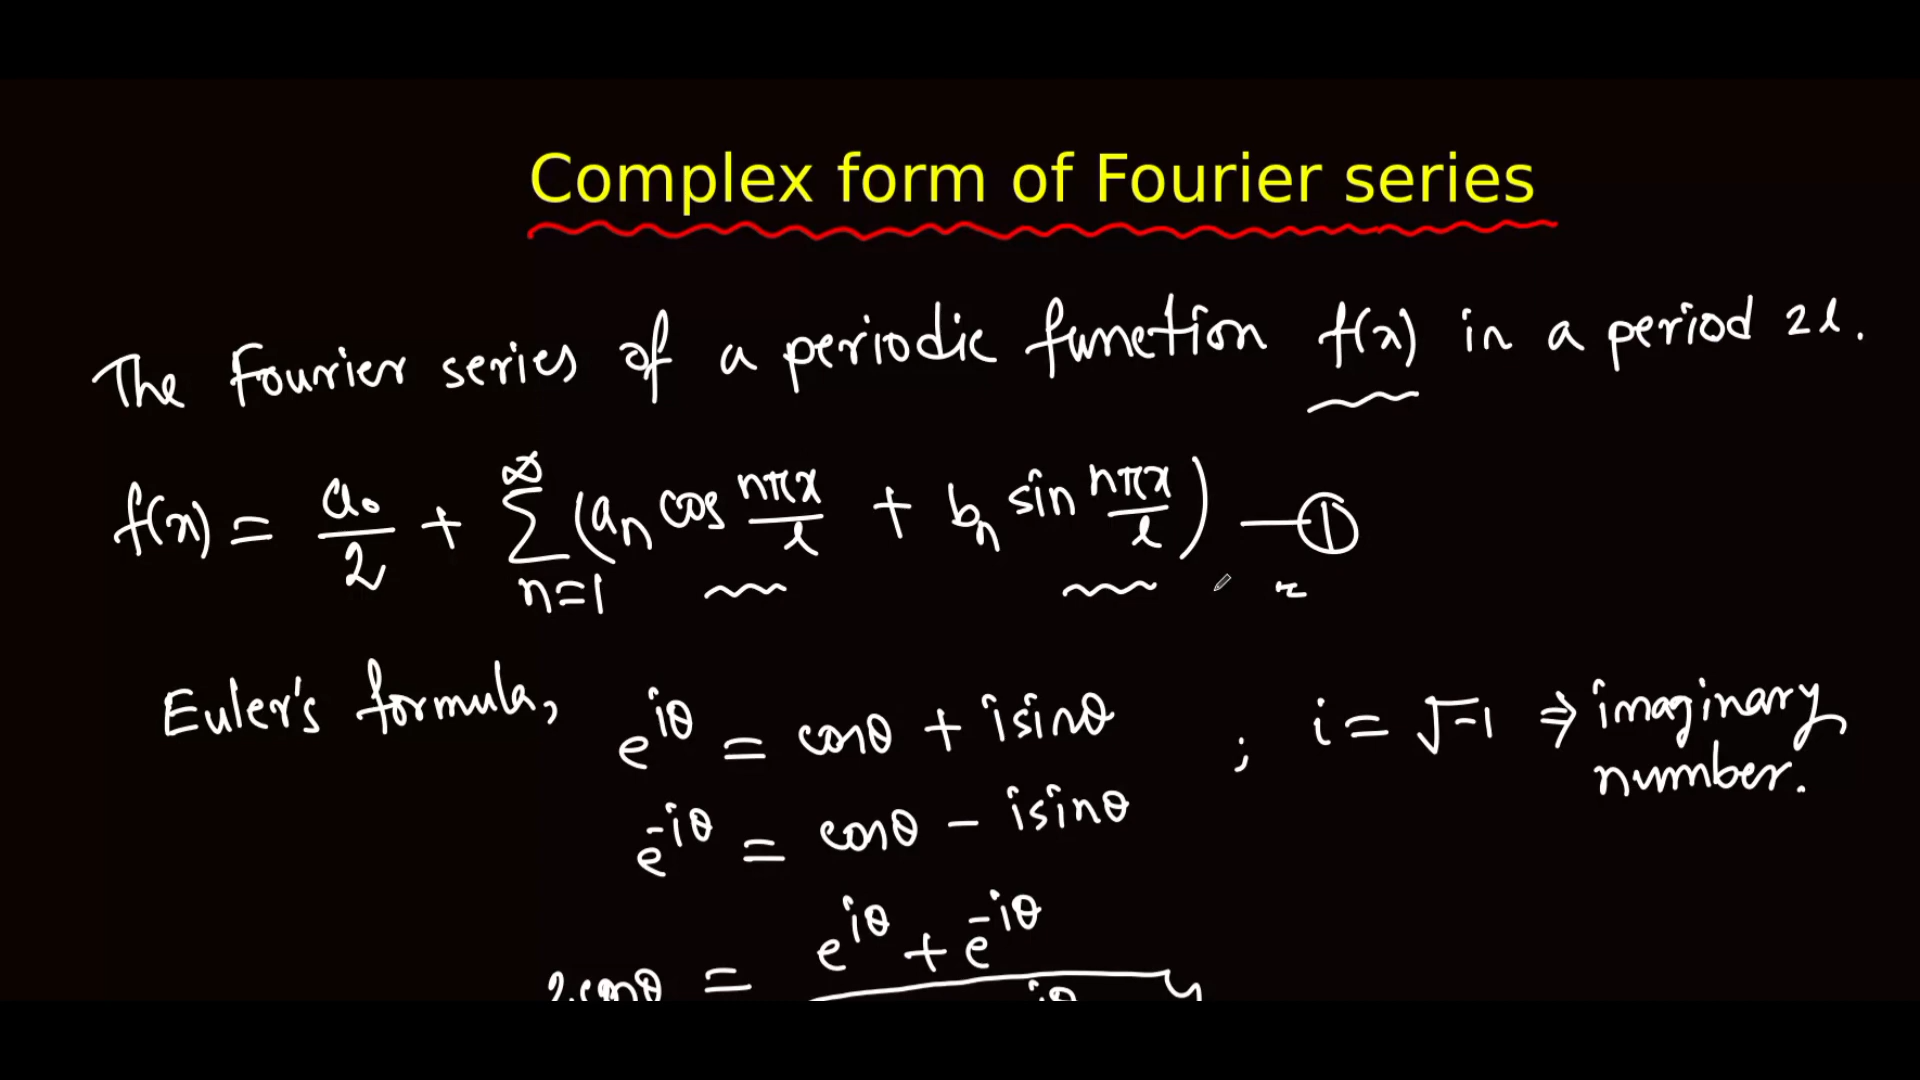 Complex form of Fourier series
The Fourier series of a periodic function f(x) in a period 2l.
f(x) = a₀/2 + ∑_{n=1}^{∞} (aₙ cos nπx/l + bₙ sin nπx/l) —①
Euler's formula, e^{iθ} = cosθ + isinθ ; i = √-1 ⇒ imaginary number.
e^{-iθ} = cosθ - isinθ
2cosθ = e^{iθ} + e^{-iθ}